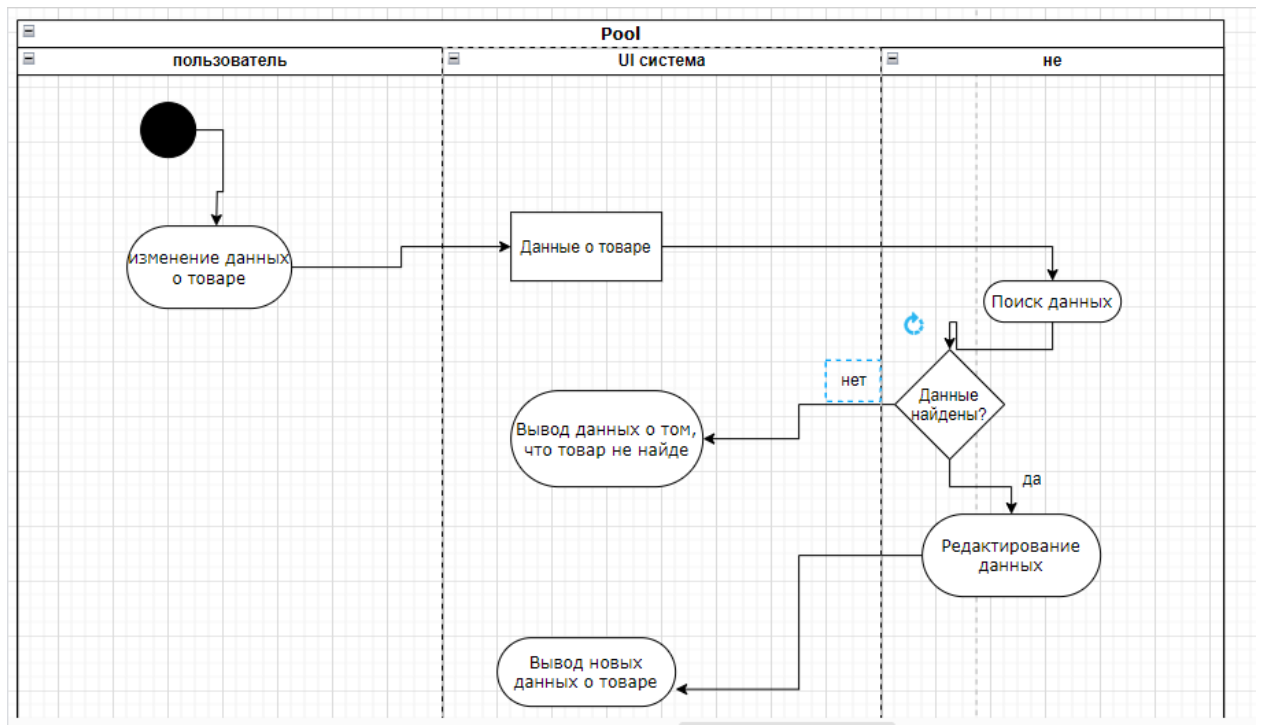 Pool
пользователь
UI система
не
изменение данных
о товаре
Данные о товаре
Поиск данных
нет
Данные
найдены?
Вывод данных о том,
что товар не найде
да
Редактирование
данных
Вывод новых
данных о товаре